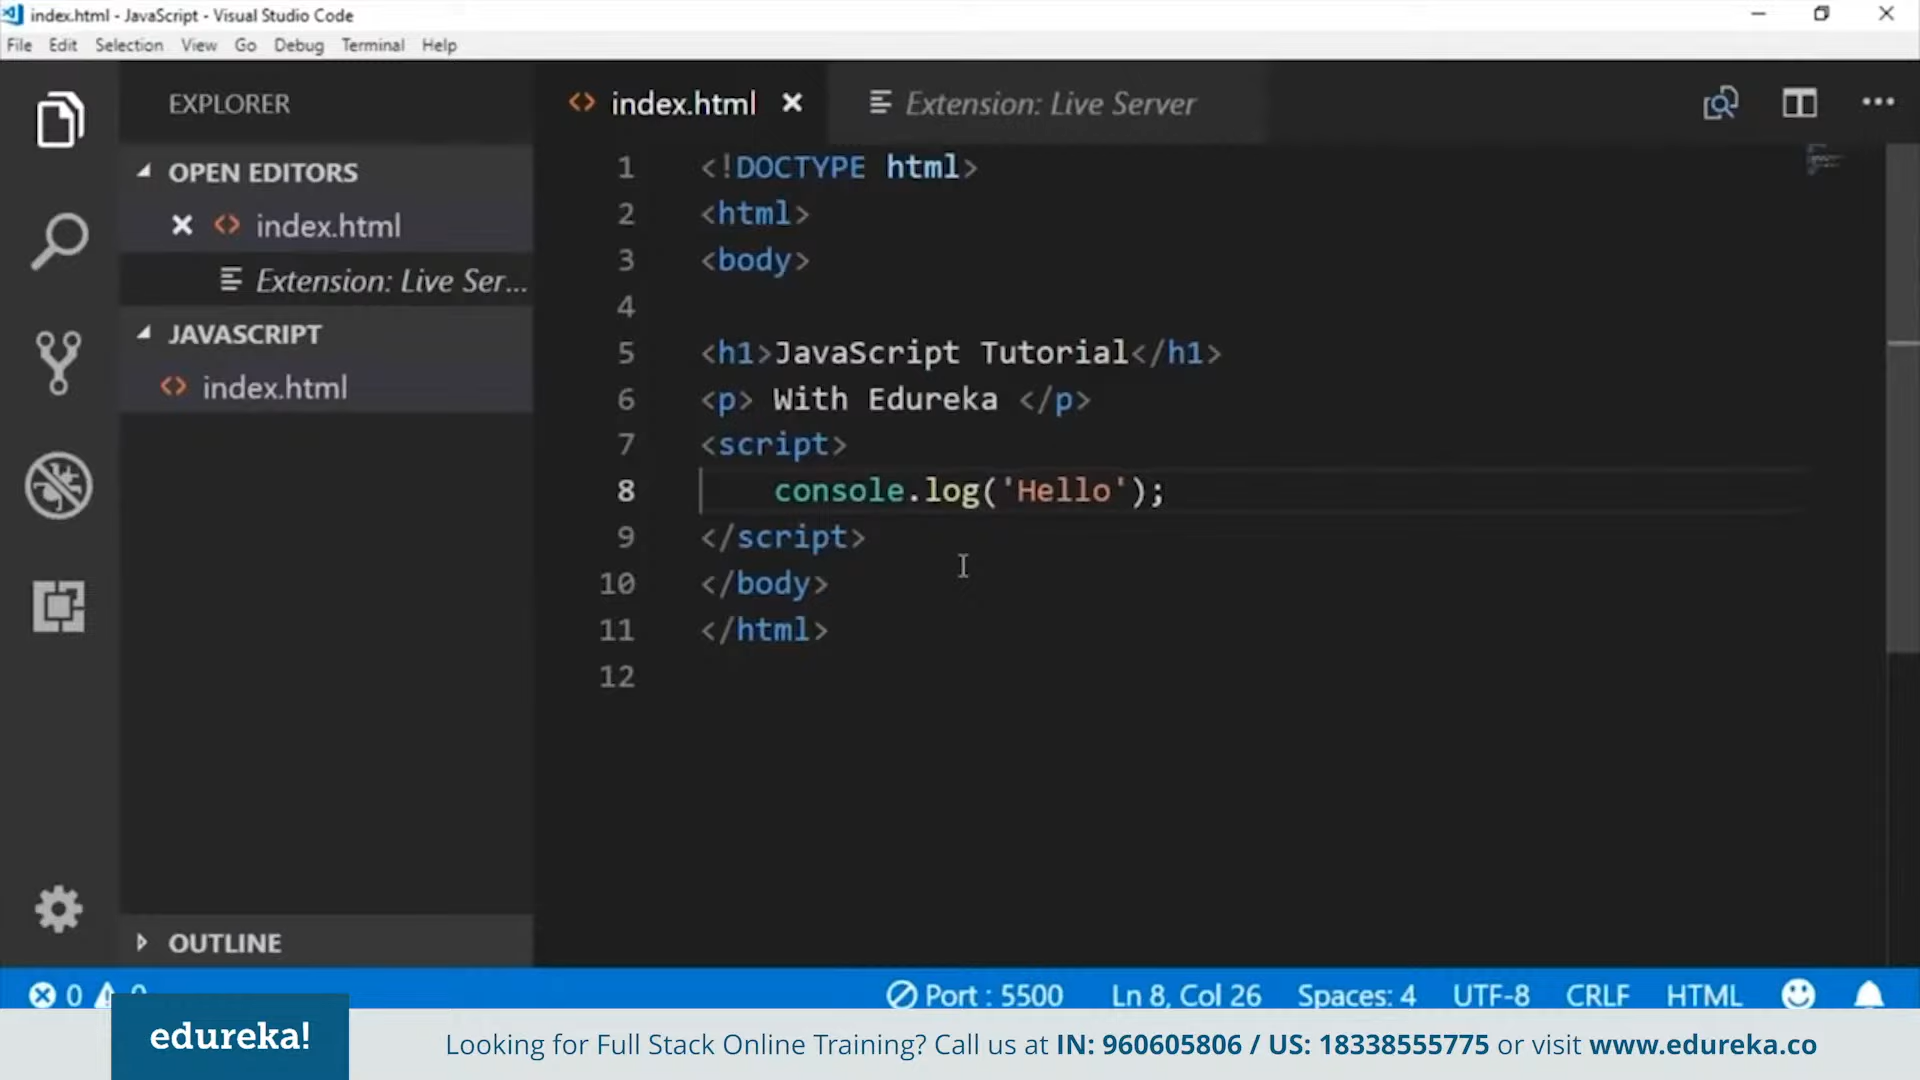 index.html - JavaScript - Visual Studio Code
File Edit Selection View Go Debug Terminal Help
EXPLORER
OPEN EDITORS
index.html
Extension: Live Ser...
JAVASCRIPT
index.html
OUTLINE
index.html
Extension: Live Server
1 <!DOCTYPE html>
2 <html>
3 <body>
4
5 <h1>JavaScript Tutorial</h1>
6 <p> With Edureka </p>
7 <script>
8 console.log('Hello');
9 </script>
10 </body>
11 </html>
12
0
Port : 5500 Ln 8, Col 26 Spaces: 4 UTF-8 CRLF HTML
edureka!
Looking for Full Stack Online Training? Call us at IN: 960605806 / US: 18338555775 or visit www.edureka.co